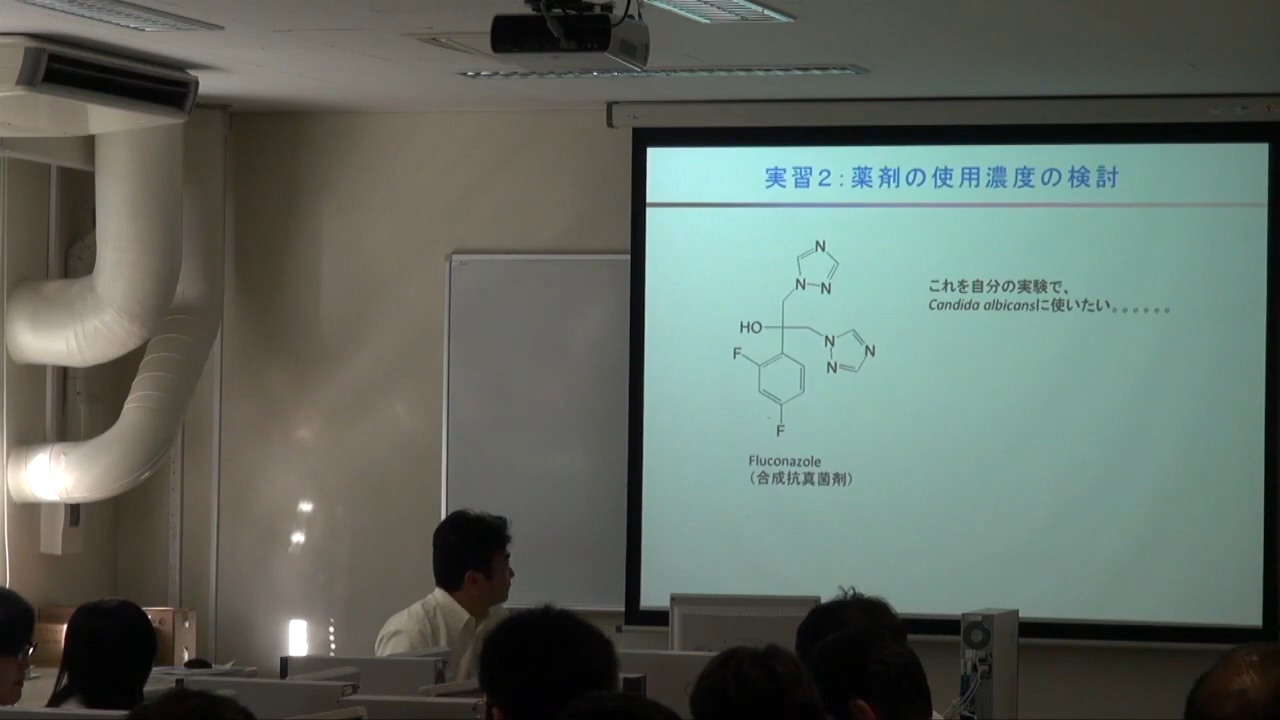 実習２：薬剤の使用濃度の検討
N
N
N
HO
F
N
N
N
F
これを自分の実験で、
Candida albicansに使いたい。。。。。。
Fluconazole
（合成抗真菌剤）